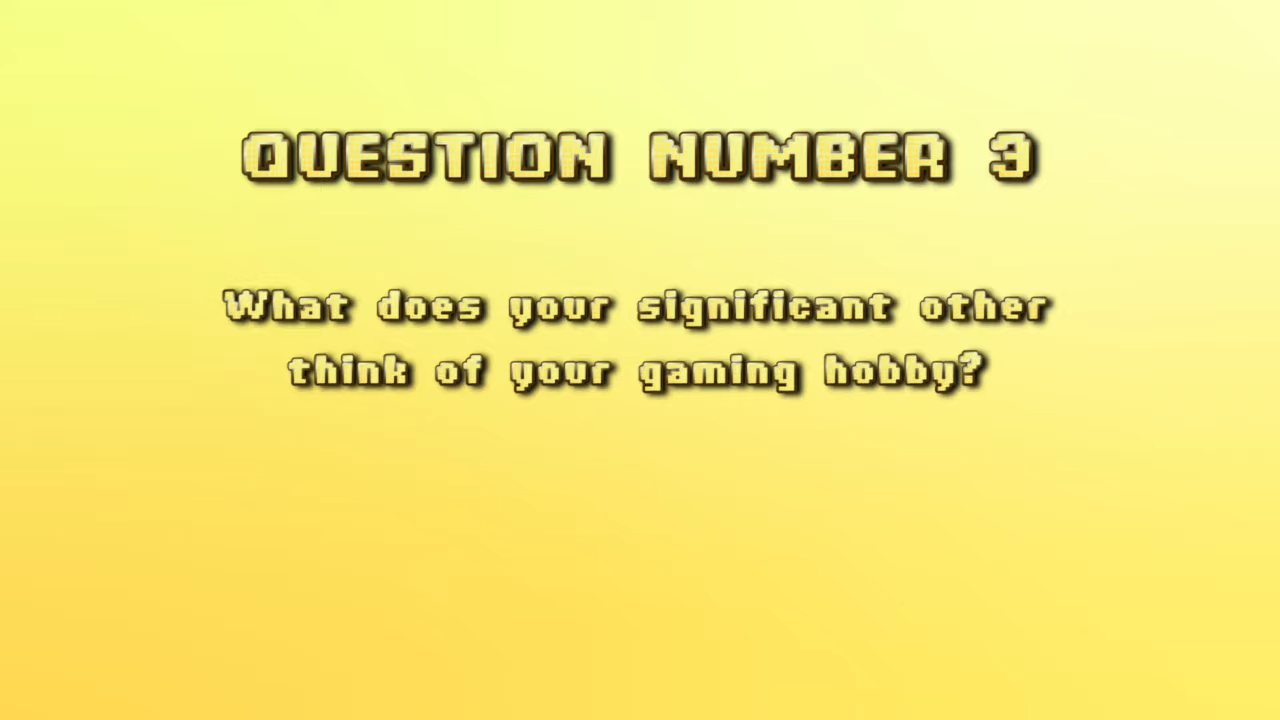 QUESTION NUMBER 3
What does your significant other
think of your gaming hobby?